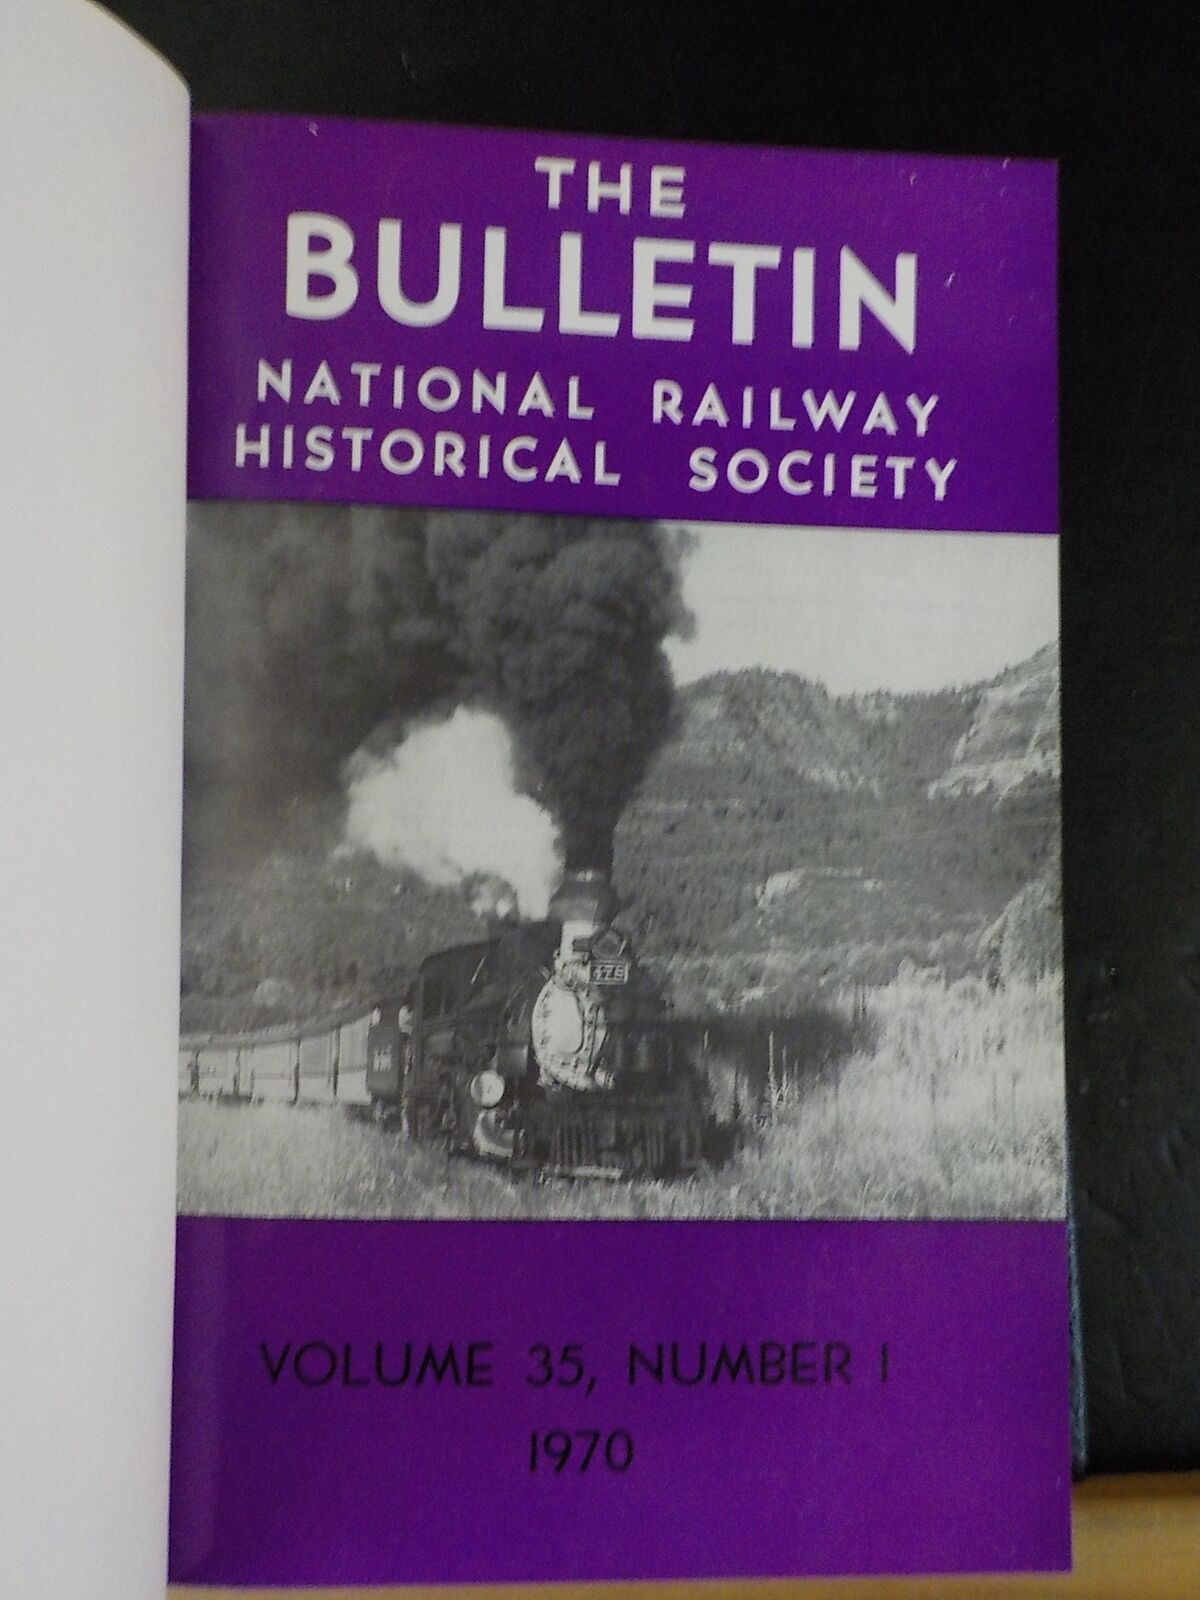 THE
BULLETIN
NATIONAL RAILWAY
HISTORICAL SOCIETY
VOLUME 35, NUMBER 1
1970